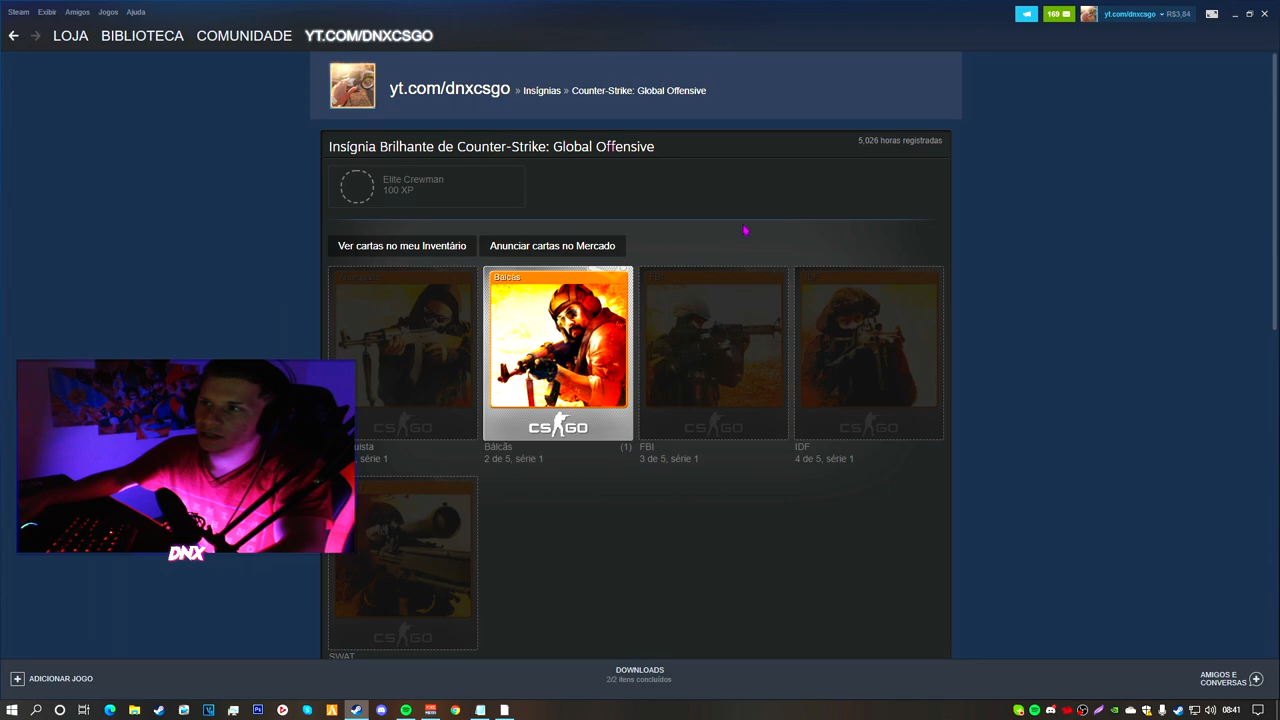 Steam Exibir Amigos Jogos Ajuda
169 yt.com/dnxcsgo R$3,84
LOJA BIBLIOTECA COMUNIDADE YT.COM/DNXCSGO
yt.com/dnxcsgo » Insígnias » Counter-Strike: Global Offensive
Insígnia Brilhante de Counter-Strike: Global Offensive
5,026 horas registradas
Elite Crewman
100 XP
Ver cartas no meu Inventário
Anunciar cartas no Mercado
Bálcãs
FBI
IDF
CS GO
CS GO
CS GO
CS GO
Bálcãs (1)
FBI
IDF
série 1
2 de 5, série 1
3 de 5, série 1
4 de 5, série 1
CS GO
SWAT
DNX
ADICIONAR JOGO
DOWNLOADS
2/2 itens concluídos
AMIGOS E
CONVERSAS
08:41